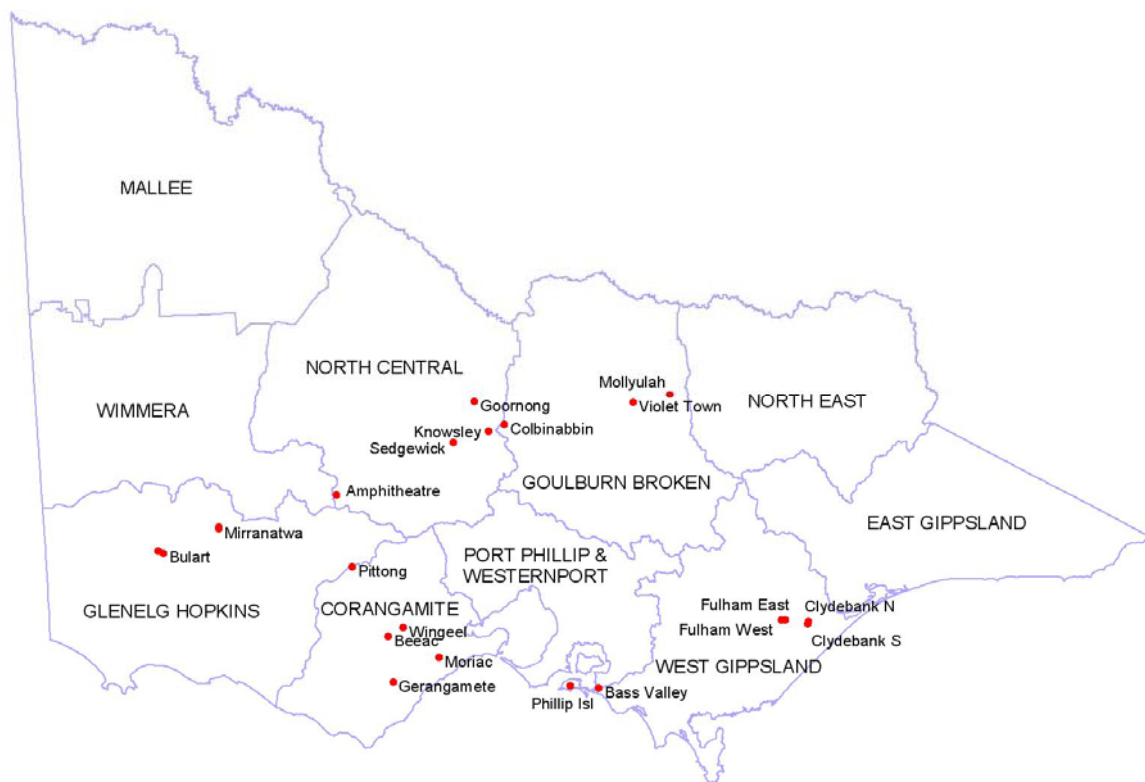 MALLEE
NORTH CENTRAL
Mollyulah
Violet Town
NORTH EAST
WIMMERA
Goornong
Knowsley
Colbinabbin
Sedgewick
GOULBURN BROKEN
Amphitheatre
EAST GIPPSLAND
Mirranatwa
Bulart
PORT PHILLIP &
WESTERNPORT
Pittong
GLENELG HOPKINS
CORANGAMITE
Fulham East
Clydebank N
Wingeel
Fulham West
Beeac
Clydebank S
Moriac
WEST GIPPSLAND
Gerangamete
Phillip Isl
Bass Valley